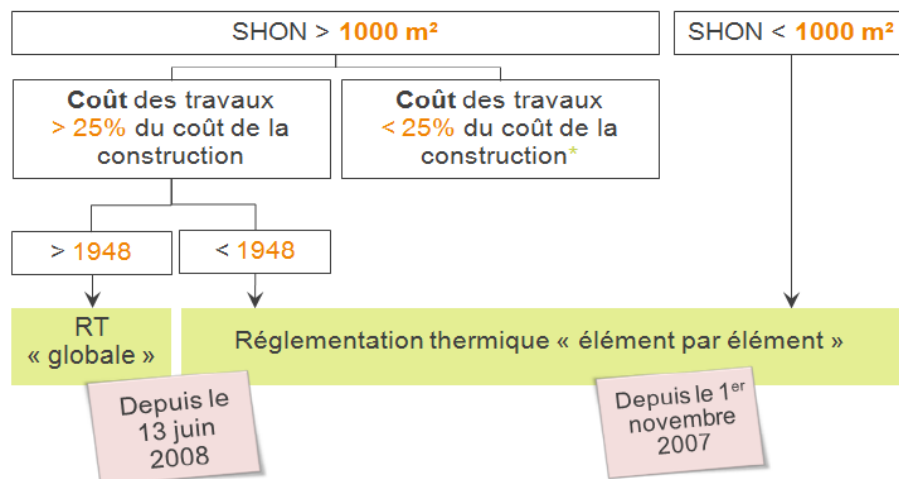 SHON > 1000 m²
SHON < 1000 m²
Coût des travaux
> 25% du coût de la
construction
Coût des travaux
< 25% du coût de la
construction*
> 1948
< 1948
RT
« globale »
Réglementation thermique « élément par élément »
Depuis le
13 juin
2008
Depuis le 1er
novembre
2007